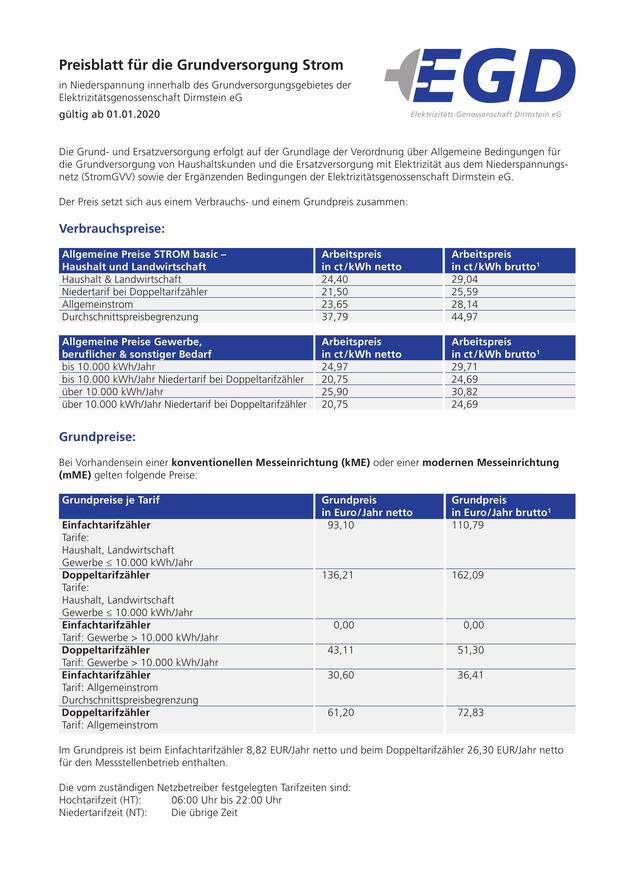 Preisblatt für die Grundversorgung Strom
in Niederspannung innerhalb des Grundversorgungsgebietes der
Elektrizitätsgenossenschaft Dirmstein eG
gültig ab 01.01.2020
EGD
Elektrizitäts-Genossenschaft Dirmstein eG
Die Grund- und Ersatzversorgung erfolgt auf der Grundlage der Verordnung über Allgemeine Bedingungen für
die Grundversorgung von Haushaltskunden und die Ersatzversorgung mit Elektrizität aus dem Niederspannungs-
netz (StromGVV) sowie der Ergänzenden Bedingungen der Elektrizitätsgenossenschaft Dirmstein eG.
Der Preis setzt sich aus einem Verbrauchs- und einem Grundpreis zusammen:
Verbrauchspreise:
Allgemeine Preise STROM basic – Arbeitspreis Arbeitspreis
Haushalt und Landwirtschaft in ct/kWh netto in ct/kWh brutto¹
Haushalt & Landwirtschaft 24,40 29,04
Niedertarif bei Doppeltarifzähler 21,50 25,59
Allgemeinstrom 23,65 28,14
Durchschnittspreisbegrenzung 37,79 44,97
Allgemeine Preise Gewerbe, Arbeitspreis Arbeitspreis
beruflicher & sonstiger Bedarf in ct/kWh netto in ct/kWh brutto¹
bis 10.000 kWh/Jahr 24,97 29,71
bis 10.000 kWh/Jahr Niedertarif bei Doppeltarifzähler 20,75 24,69
über 10.000 kWh/Jahr 25,90 30,82
über 10.000 kWh/Jahr Niedertarif bei Doppeltarifzähler 20,75 24,69
Grundpreise:
Bei Vorhandensein einer konventionellen Messeinrichtung (kME) oder einer modernen Messeinrichtung
(mME) gelten folgende Preise:
Grundpreise je Tarif Grundpreis Grundpreis
in Euro/Jahr netto in Euro/Jahr brutto¹
Einfachtarifzähler 93,10 110,79
Tarife:
Haushalt, Landwirtschaft
Gewerbe ≤ 10.000 kWh/Jahr
Doppeltarifzähler 136,21 162,09
Tarife:
Haushalt, Landwirtschaft
Gewerbe ≤ 10.000 kWh/Jahr
Einfachtarifzähler 0,00 0,00
Tarif: Gewerbe > 10.000 kWh/Jahr
Doppeltarifzähler 43,11 51,30
Tarif: Gewerbe > 10.000 kWh/Jahr
Einfachtarifzähler 30,60 36,41
Tarif: Allgemeinstrom
Durchschnittspreisbegrenzung
Doppeltarifzähler 61,20 72,83
Tarif: Allgemeinstrom
Im Grundpreis ist beim Einfachtarifzähler 8,82 EUR/Jahr netto und beim Doppeltarifzähler 26,30 EUR/Jahr netto
für den Messstellenbetrieb enthalten.
Die vom zuständigen Netzbetreiber festgelegten Tarifzeiten sind:
Hochtarifzeit (HT): 06:00 Uhr bis 22:00 Uhr
Niedertarifzeit (NT): Die übrige Zeit